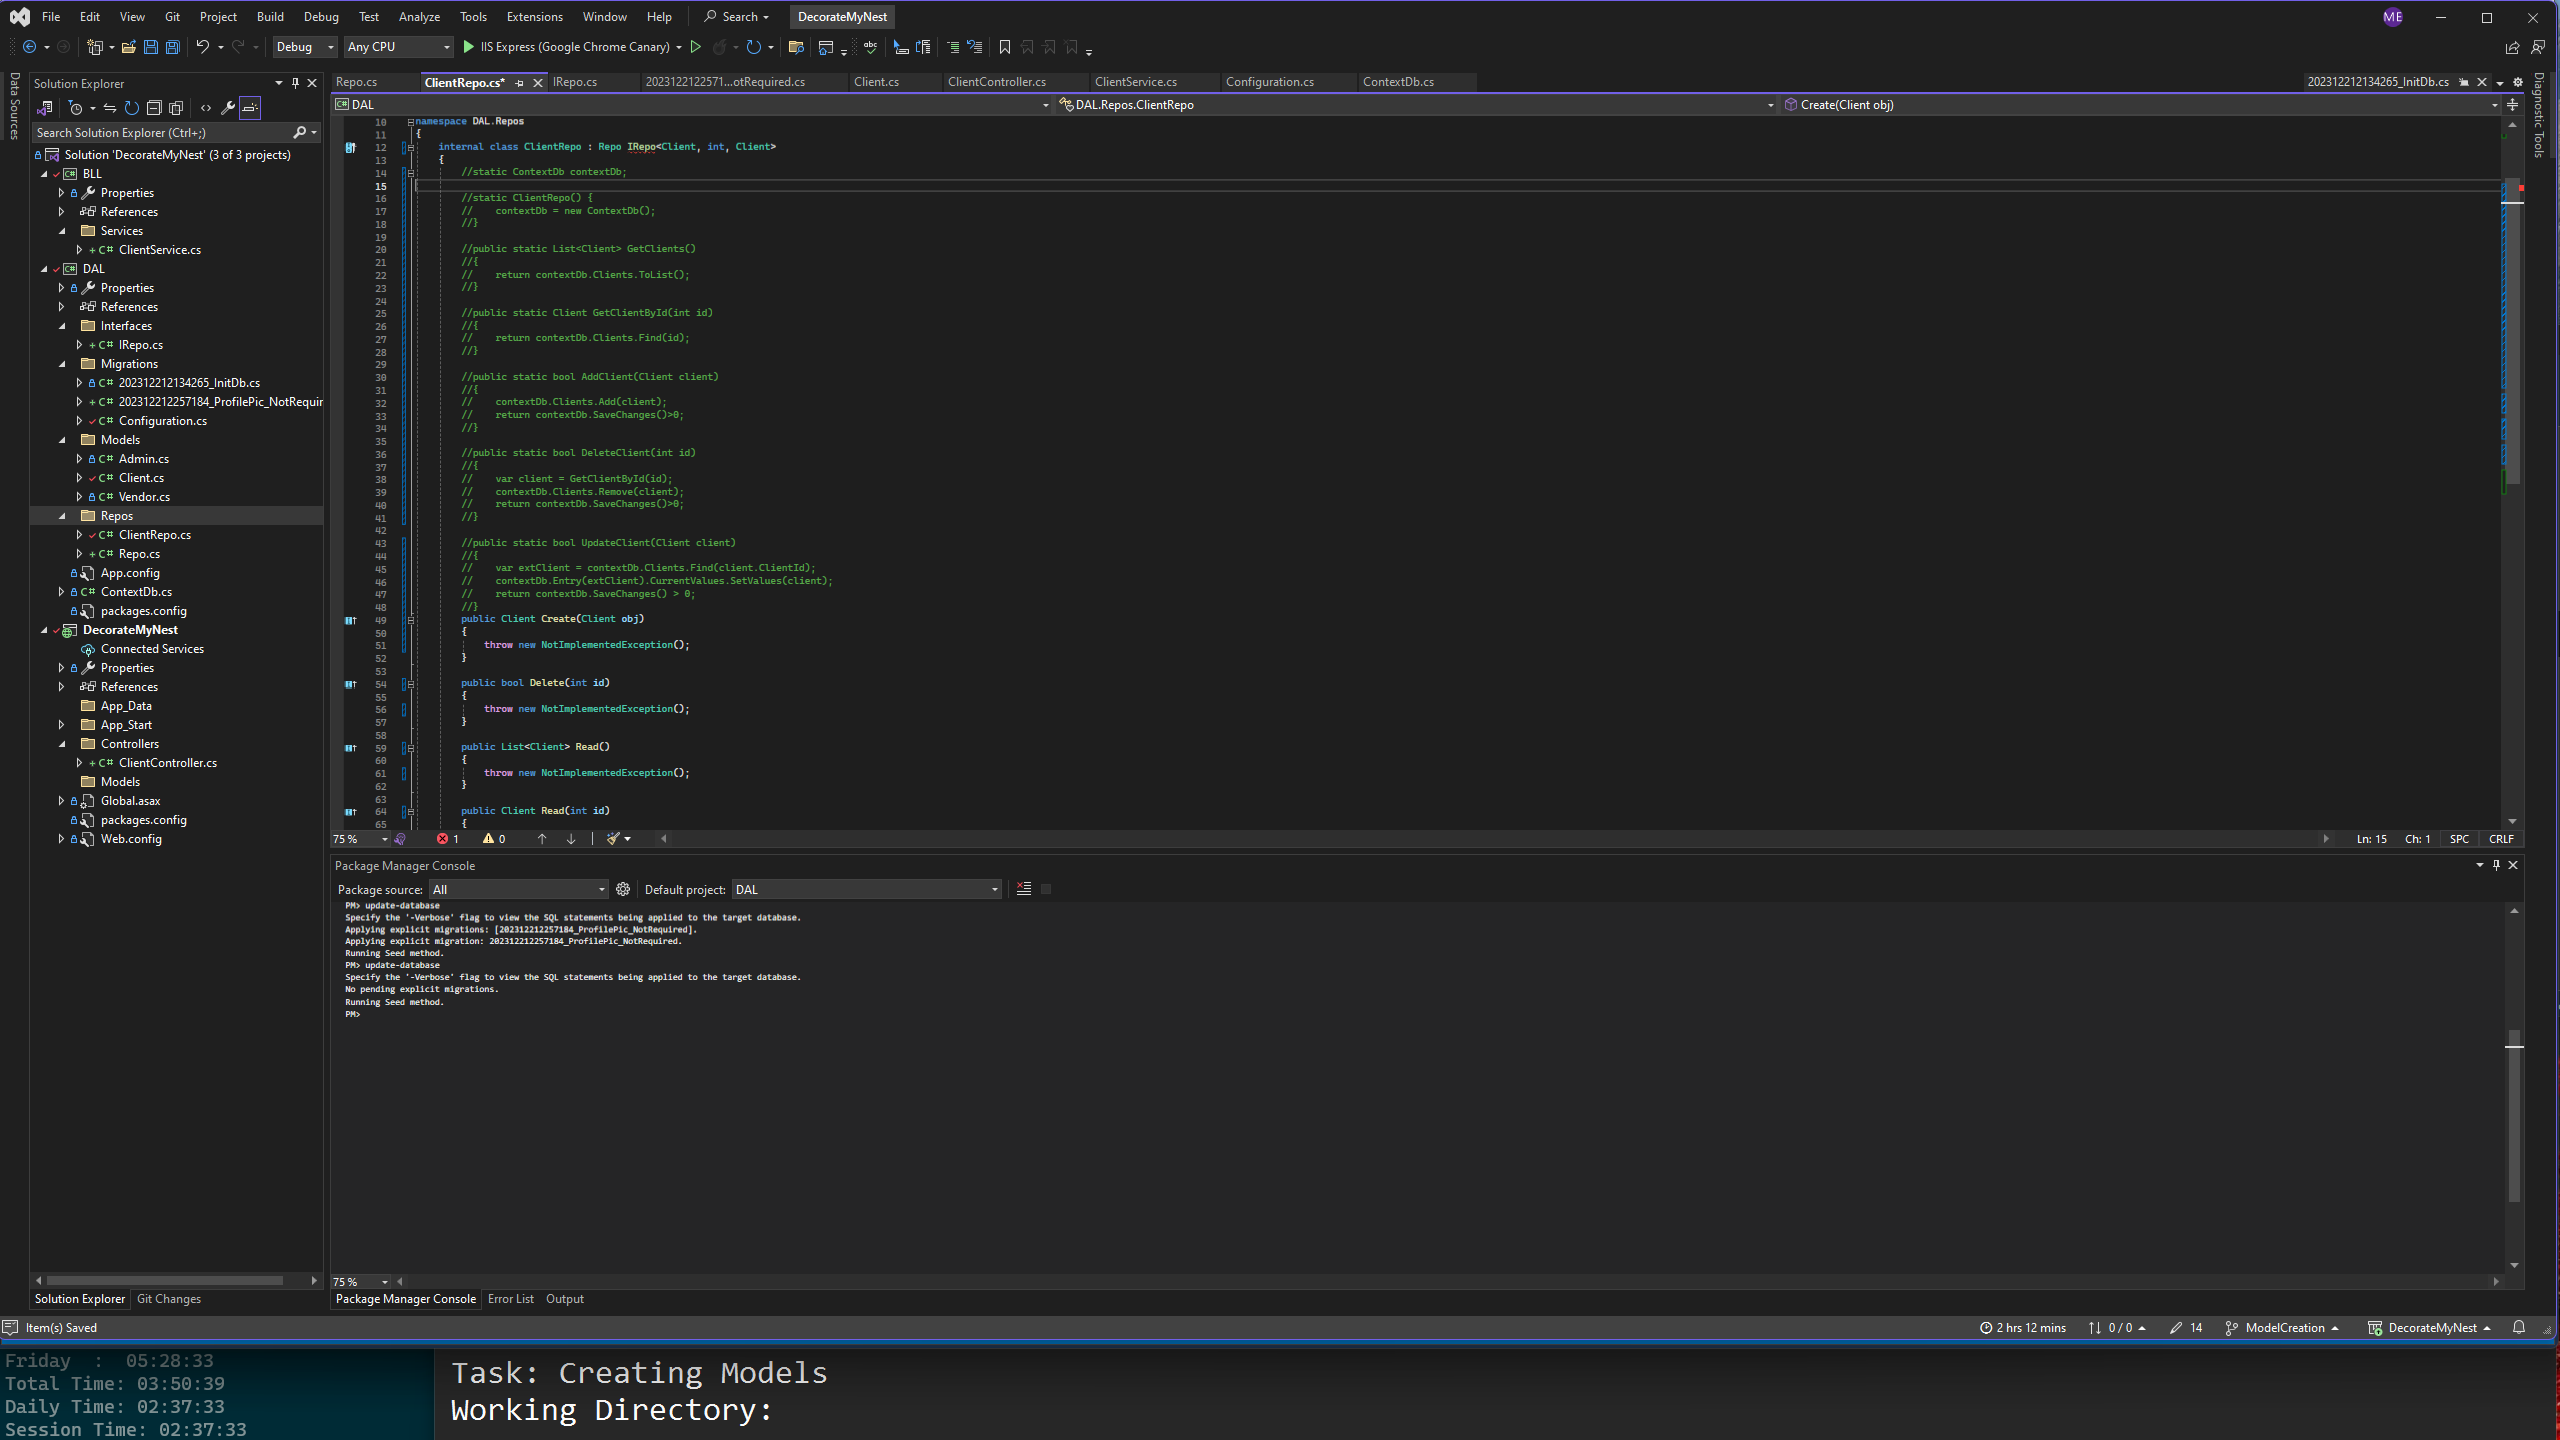 File Edit View Git Project Build Debug Test Analyze Tools Extensions Window Help Search DecorateMyNest ME
Debug Any CPU IIS Express (Google Chrome Canary)
Data Sources
Solution Explorer
Search Solution Explorer (Ctrl+;)
Solution 'DecorateMyNest' (3 of 3 projects)
BLL
Properties
References
Services
C# ClientService.cs
DAL
Properties
References
Interfaces
C# IRepo.cs
Migrations
C# 202312212134265_InitDb.cs
C# 202312212257184_ProfilePic_NotRequir
C# Configuration.cs
Models
C# Admin.cs
C# Client.cs
C# Vendor.cs
Repos
C# ClientRepo.cs
C# Repo.cs
App.config
C# ContextDb.cs
packages.config
DecorateMyNest
Connected Services
Properties
References
App_Data
App_Start
Controllers
C# ClientController.cs
Models
Global.asax
packages.config
Web.config
Solution Explorer Git Changes
Repo.cs ClientRepo.cs* IRepo.cs 2023122122571...otRequired.cs Client.cs ClientController.cs ClientService.cs Configuration.cs ContextDb.cs 202312212134265_InitDb.cs
DAL DAL.Repos.ClientRepo Create(Client obj)
10 namespace DAL.Repos
11 {
12 internal class ClientRepo : Repo IRepo<Client, int, Client>
13 {
14 //static ContextDb contextDb;
15
16 //static ClientRepo() {
17 // contextDb = new ContextDb();
18 //}
19
20 //public static List<Client> GetClients()
21 //{
22 // return contextDb.Clients.ToList();
23 //}
24
25 //public static Client GetClientById(int id)
26 //{
27 // return contextDb.Clients.Find(id);
28 //}
29
30 //public static bool AddClient(Client client)
31 //{
32 // contextDb.Clients.Add(client);
33 // return contextDb.SaveChanges()>0;
34 //}
35
36 //public static bool DeleteClient(int id)
37 //{
38 // var client = GetClientById(id);
39 // contextDb.Clients.Remove(client);
40 // return contextDb.SaveChanges()>0;
41 //}
42
43 //public static bool UpdateClient(Client client)
44 //{
45 // var extClient = contextDb.Clients.Find(client.ClientId);
46 // contextDb.Entry(extClient).CurrentValues.SetValues(client);
47 // return contextDb.SaveChanges() > 0;
48 //}
49 public Client Create(Client obj)
50 {
51 throw new NotImplementedException();
52 }
53
54 public bool Delete(int id)
55 {
56 throw new NotImplementedException();
57 }
58
59 public List<Client> Read()
60 {
61 throw new NotImplementedException();
62 }
63
64 public Client Read(int id)
65 {
75 % 1 0 Ln: 15 Ch: 1 SPC CRLF
Diagnostic Tools
Package Manager Console
Package source: All Default project: DAL
PM> update-database
Specify the '-Verbose' flag to view the SQL statements being applied to the target database.
Applying explicit migrations: [202312212257184_ProfilePic_NotRequired].
Applying explicit migration: 202312212257184_ProfilePic_NotRequired.
Running Seed method.
PM> update-database
Specify the '-Verbose' flag to view the SQL statements being applied to the target database.
No pending explicit migrations.
Running Seed method.
PM>
75 %
Package Manager Console Error List Output
Item(s) Saved 2 hrs 12 mins 0 / 0 14 ModelCreation DecorateMyNest
Friday : 05:28:33
Total Time: 03:50:39
Daily Time: 02:37:33
Session Time: 02:37:33
Task: Creating Models
Working Directory: